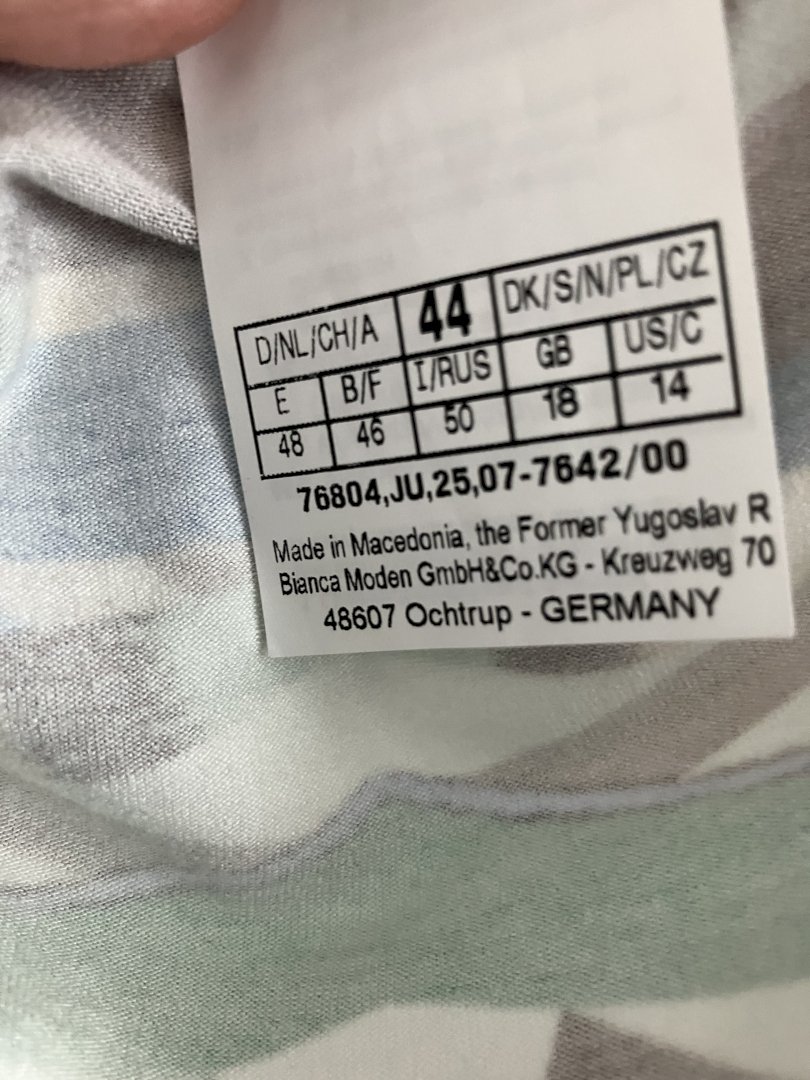 D/NL/CH/A 44 DK/S/N/PL/CZ
E B/F I/RUS GB US/C
48 46 50 18 14
76804,JU,25,07-7642/00
Made in Macedonia, the Former Yugoslav R
Bianca Moden GmbH&Co.KG - Kreuzweg 70
48607 Ochtrup - GERMANY